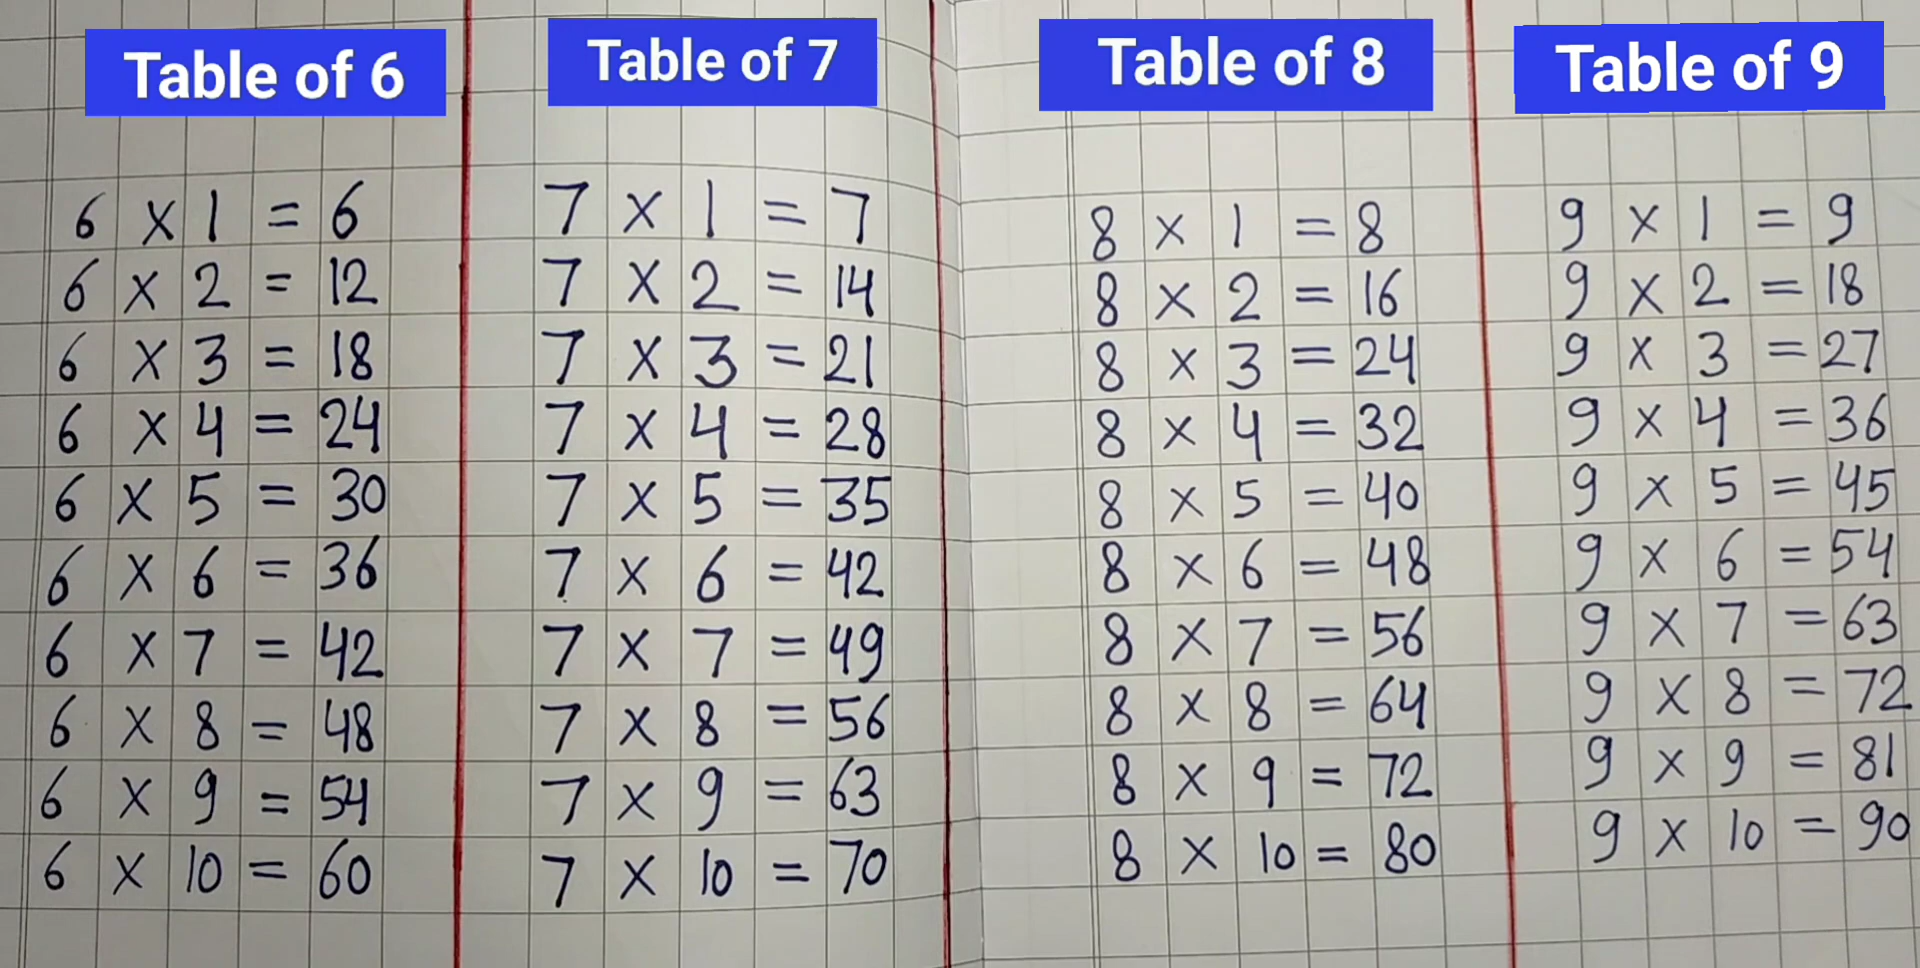 Table of 6
6 x 1 = 6
6 x 2 = 12
6 x 3 = 18
6 x 4 = 24
6 x 5 = 30
6 x 6 = 36
6 x 7 = 42
6 x 8 = 48
6 x 9 = 54
6 x 10 = 60
Table of 7
7 x 1 = 7
7 x 2 = 14
7 x 3 = 21
7 x 4 = 28
7 x 5 = 35
7 x 6 = 42
7 x 7 = 49
7 x 8 = 56
7 x 9 = 63
7 x 10 = 70
Table of 8
8 x 1 = 8
8 x 2 = 16
8 x 3 = 24
8 x 4 = 32
8 x 5 = 40
8 x 6 = 48
8 x 7 = 56
8 x 8 = 64
8 x 9 = 72
8 x 10 = 80
Table of 9
9 x 1 = 9
9 x 2 = 18
9 x 3 = 27
9 x 4 = 36
9 x 5 = 45
9 x 6 = 54
9 x 7 = 63
9 x 8 = 72
9 x 9 = 81
9 x 10 = 90